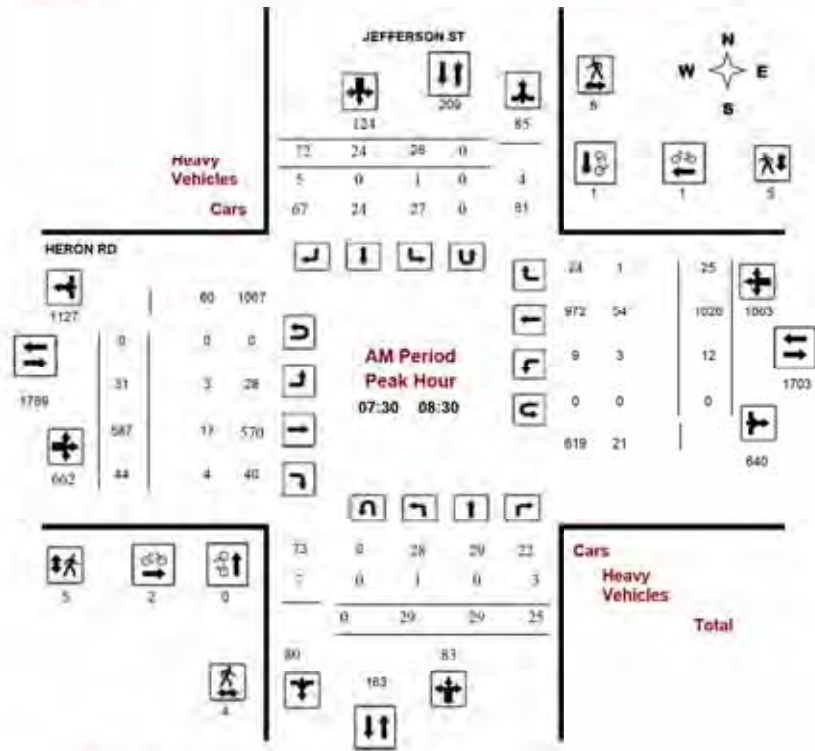 JEFFERSON ST
N
W E
S
209
6
124 85
72 24 28 0
Heavy
Vehicles
5 0 1 0 4
1 1 5
Cars
67 24 27 0 81
HERON RD
24 1 25
60 1067
1127
972 54 1026 1063
0 0 0
AM Period
Peak Hour
07:30 08:30
9 3 12
31 3 28
1703
1789
0 0 0
587 17 570
619 21
640
662
44 4 40
73 0 28 29 22
Cars
7 0 1 0 3
Heavy
Vehicles
5 2 0
0 29 29 25
Total
80 83
163
4